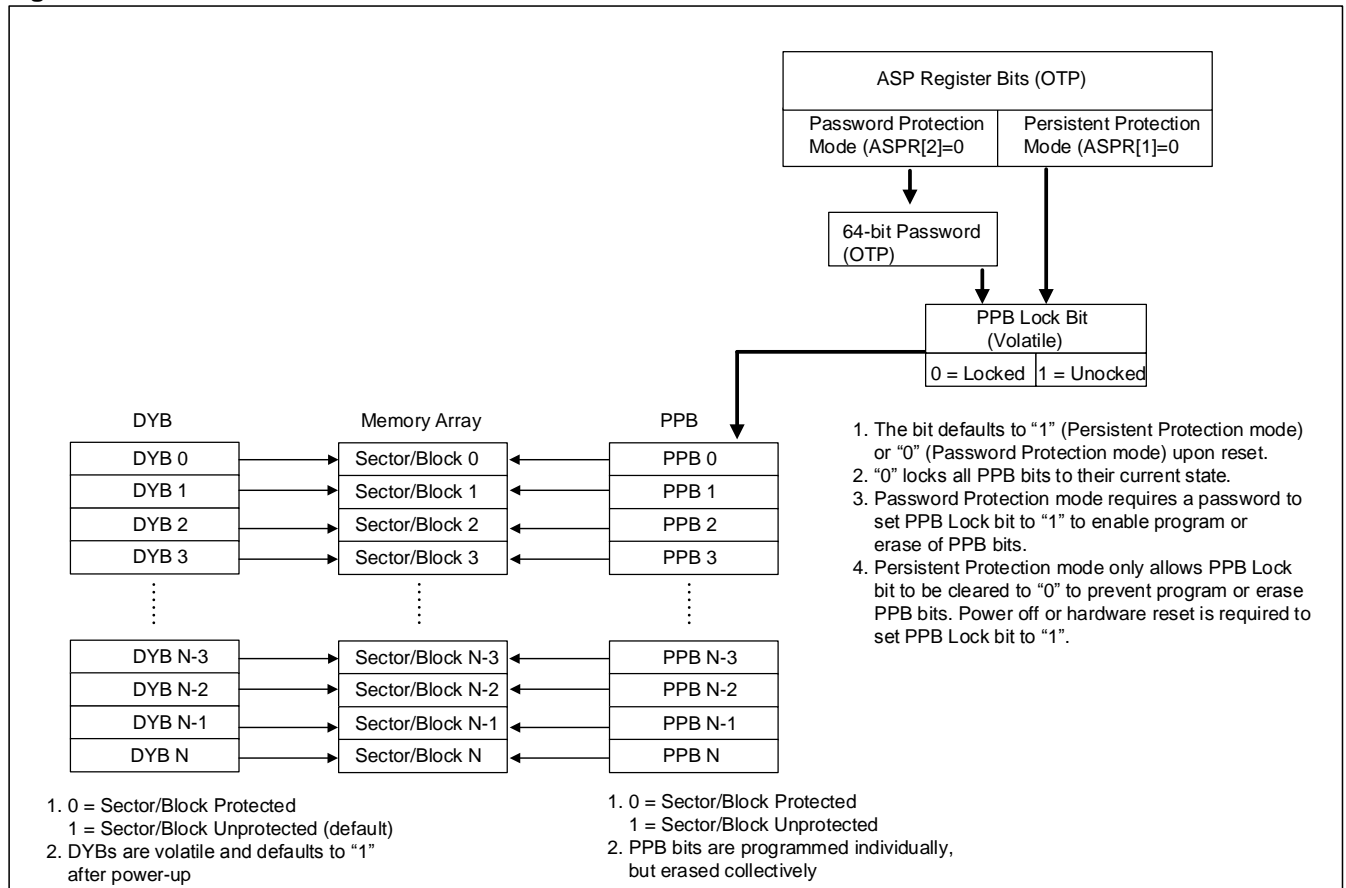 ASP Register Bits (OTP)
Password Protection
Mode (ASPR[2]=0
Persistent Protection
Mode (ASPR[1]=0
64-bit Password
(OTP)
PPB Lock Bit
(Volatile)
0 = Locked
1 = Unocked
1. The bit defaults to “1” (Persistent Protection mode)
or “0” (Password Protection mode) upon reset.
2. “0” locks all PPB bits to their current state.
3. Password Protection mode requires a password to
set PPB Lock bit to “1” to enable program or
erase of PPB bits.
4. Persistent Protection mode only allows PPB Lock
bit to be cleared to “0” to prevent program or erase
PPB bits. Power off or hardware reset is required to
set PPB Lock bit to “1”.
DYB Memory Array PPB
DYB 0 Sector/Block 0 PPB 0
DYB 1 Sector/Block 1 PPB 1
DYB 2 Sector/Block 2 PPB 2
DYB 3 Sector/Block 3 PPB 3
DYB N-3 Sector/Block N-3 PPB N-3
DYB N-2 Sector/Block N-2 PPB N-2
DYB N-1 Sector/Block N-1 PPB N-1
DYB N Sector/Block N PPB N
1. 0 = Sector/Block Protected
1 = Sector/Block Unprotected (default)
2. DYBs are volatile and defaults to “1”
after power-up
1. 0 = Sector/Block Protected
1 = Sector/Block Unprotected
2. PPB bits are programmed individually,
but erased collectively